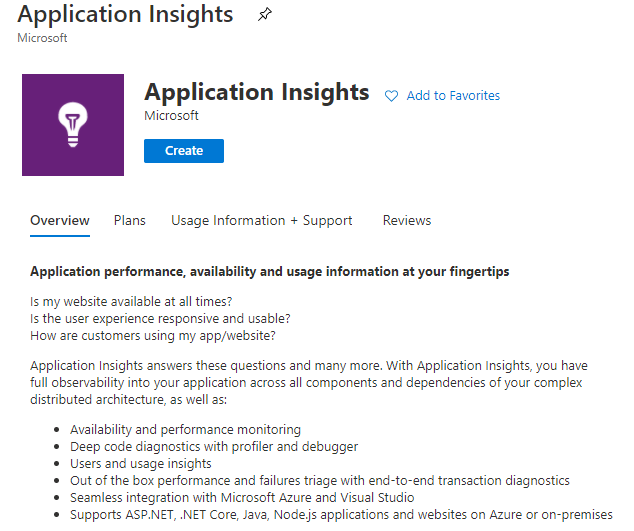 Application Insights
Microsoft
Application Insights
Add to Favorites
Microsoft
Create
Overview
Plans
Usage Information + Support
Reviews
Application performance, availability and usage information at your fingertips
Is my website available at all times?
Is the user experience responsive and usable?
How are customers using my app/website?
Application Insights answers these questions and many more. With Application Insights, you have
full observability into your application across all components and dependencies of your complex
distributed architecture, as well as:
• Availability and performance monitoring
• Deep code diagnostics with profiler and debugger
• Users and usage insights
• Out of the box performance and failures triage with end-to-end transaction diagnostics
• Seamless integration with Microsoft Azure and Visual Studio
• Supports ASP.NET, .NET Core, Java, Node.js applications and websites on Azure or on-premises